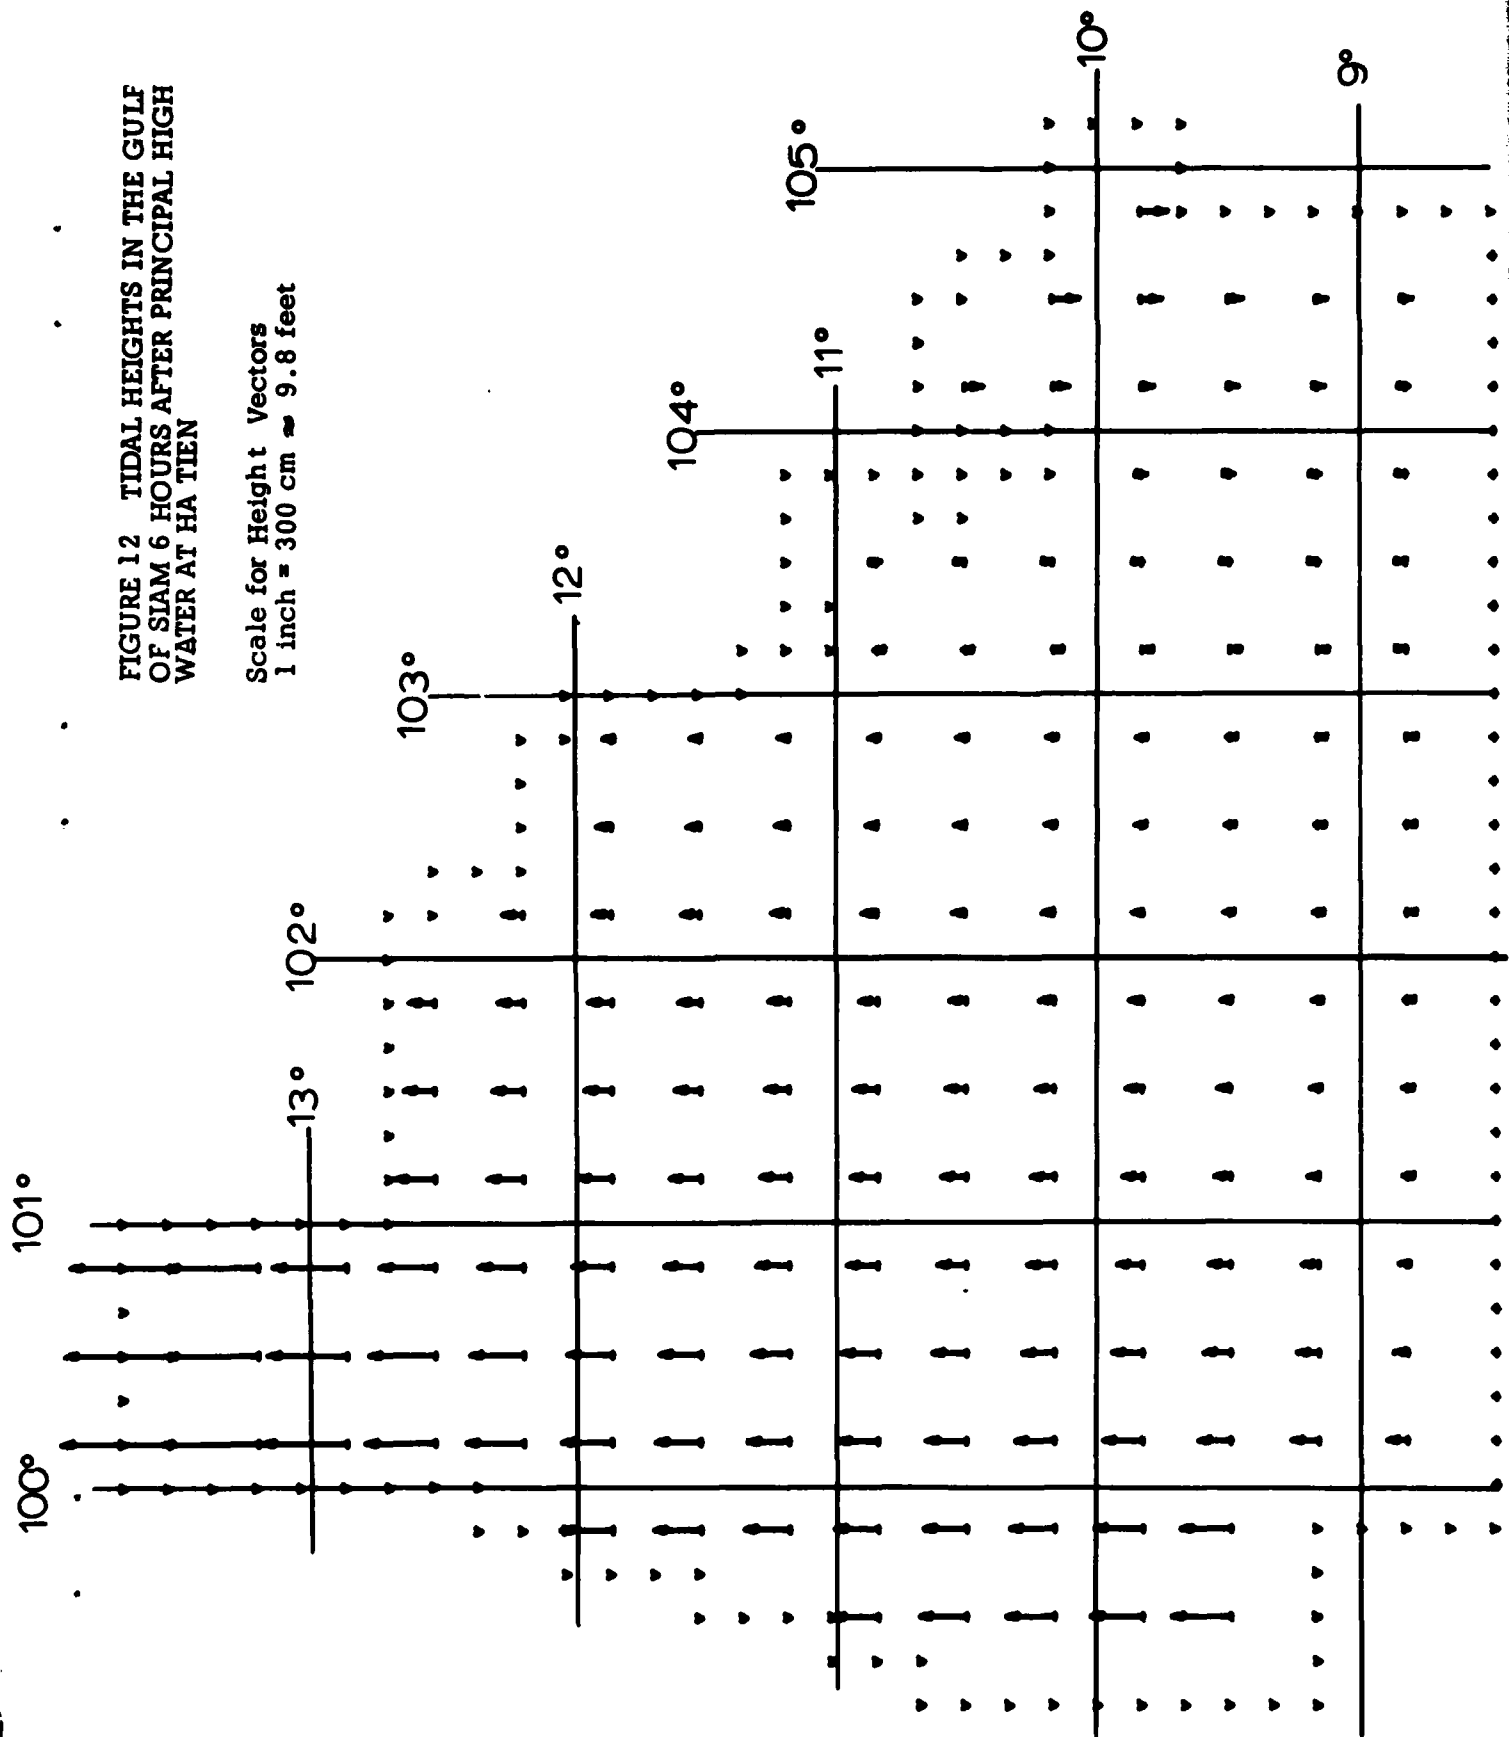 FIGURE 12 TIDAL HEIGHTS IN THE GULF
OF SIAM 6 HOURS AFTER PRINCIPAL HIGH
WATER AT HA TIEN
Scale for Height Vectors
1 inch = 300 cm ≈ 9.8 feet
100°
101°
102°
103°
104°
105°
13°
12°
11°
10°
9°